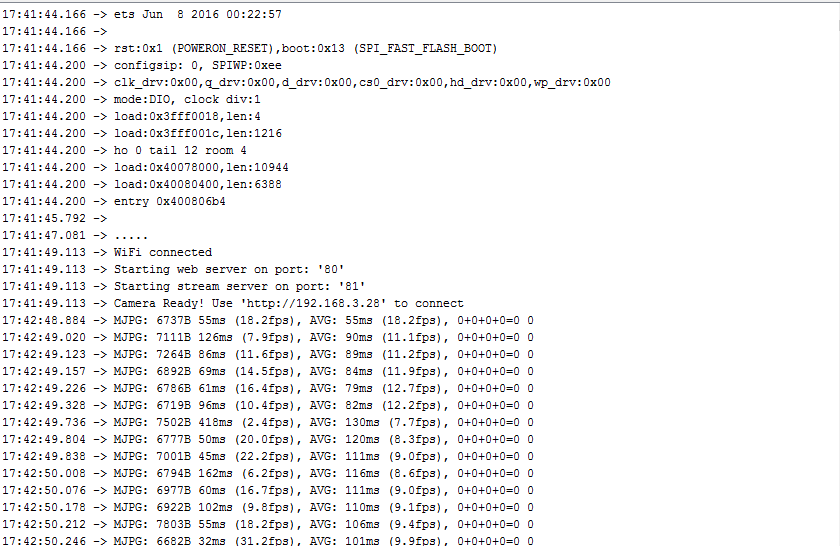 17:41:44.166 -> ets Jun  8 2016 00:22:57
17:41:44.166 ->
17:41:44.166 -> rst:0x1 (POWERON_RESET),boot:0x13 (SPI_FAST_FLASH_BOOT)
17:41:44.200 -> configsip: 0, SPIWP:0xee
17:41:44.200 -> clk_drv:0x00,q_drv:0x00,d_drv:0x00,cs0_drv:0x00,hd_drv:0x00,wp_drv:0x00
17:41:44.200 -> mode:DIO, clock div:1
17:41:44.200 -> load:0x3fff0018,len:4
17:41:44.200 -> load:0x3fff001c,len:1216
17:41:44.200 -> ho 0 tail 12 room 4
17:41:44.200 -> load:0x40078000,len:10944
17:41:44.200 -> load:0x40080400,len:6388
17:41:44.200 -> entry 0x400806b4
17:41:45.792 ->
17:41:47.081 -> .....
17:41:49.113 -> WiFi connected
17:41:49.113 -> Starting web server on port: '80'
17:41:49.113 -> Starting stream server on port: '81'
17:41:49.113 -> Camera Ready! Use 'http://192.168.3.28' to connect
17:42:48.884 -> MJPG: 6737B 55ms (18.2fps), AVG: 55ms (18.2fps), 0+0+0+0=0 0
17:42:49.020 -> MJPG: 7111B 126ms (7.9fps), AVG: 90ms (11.1fps), 0+0+0+0=0 0
17:42:49.123 -> MJPG: 7264B 86ms (11.6fps), AVG: 89ms (11.2fps), 0+0+0+0=0 0
17:42:49.157 -> MJPG: 6892B 69ms (14.5fps), AVG: 84ms (11.9fps), 0+0+0+0=0 0
17:42:49.226 -> MJPG: 6786B 61ms (16.4fps), AVG: 79ms (12.7fps), 0+0+0+0=0 0
17:42:49.328 -> MJPG: 6719B 96ms (10.4fps), AVG: 82ms (12.2fps), 0+0+0+0=0 0
17:42:49.736 -> MJPG: 7502B 418ms (2.4fps), AVG: 130ms (7.7fps), 0+0+0+0=0 0
17:42:49.804 -> MJPG: 6777B 50ms (20.0fps), AVG: 120ms (8.3fps), 0+0+0+0=0 0
17:42:49.838 -> MJPG: 7001B 45ms (22.2fps), AVG: 111ms (9.0fps), 0+0+0+0=0 0
17:42:50.008 -> MJPG: 6794B 162ms (6.2fps), AVG: 116ms (8.6fps), 0+0+0+0=0 0
17:42:50.076 -> MJPG: 6977B 60ms (16.7fps), AVG: 111ms (9.0fps), 0+0+0+0=0 0
17:42:50.178 -> MJPG: 6922B 102ms (9.8fps), AVG: 110ms (9.1fps), 0+0+0+0=0 0
17:42:50.212 -> MJPG: 7803B 55ms (18.2fps), AVG: 106ms (9.4fps), 0+0+0+0=0 0
17:42:50.246 -> MJPG: 6682B 32ms (31.2fps), AVG: 101ms (9.9fps), 0+0+0+0=0 0